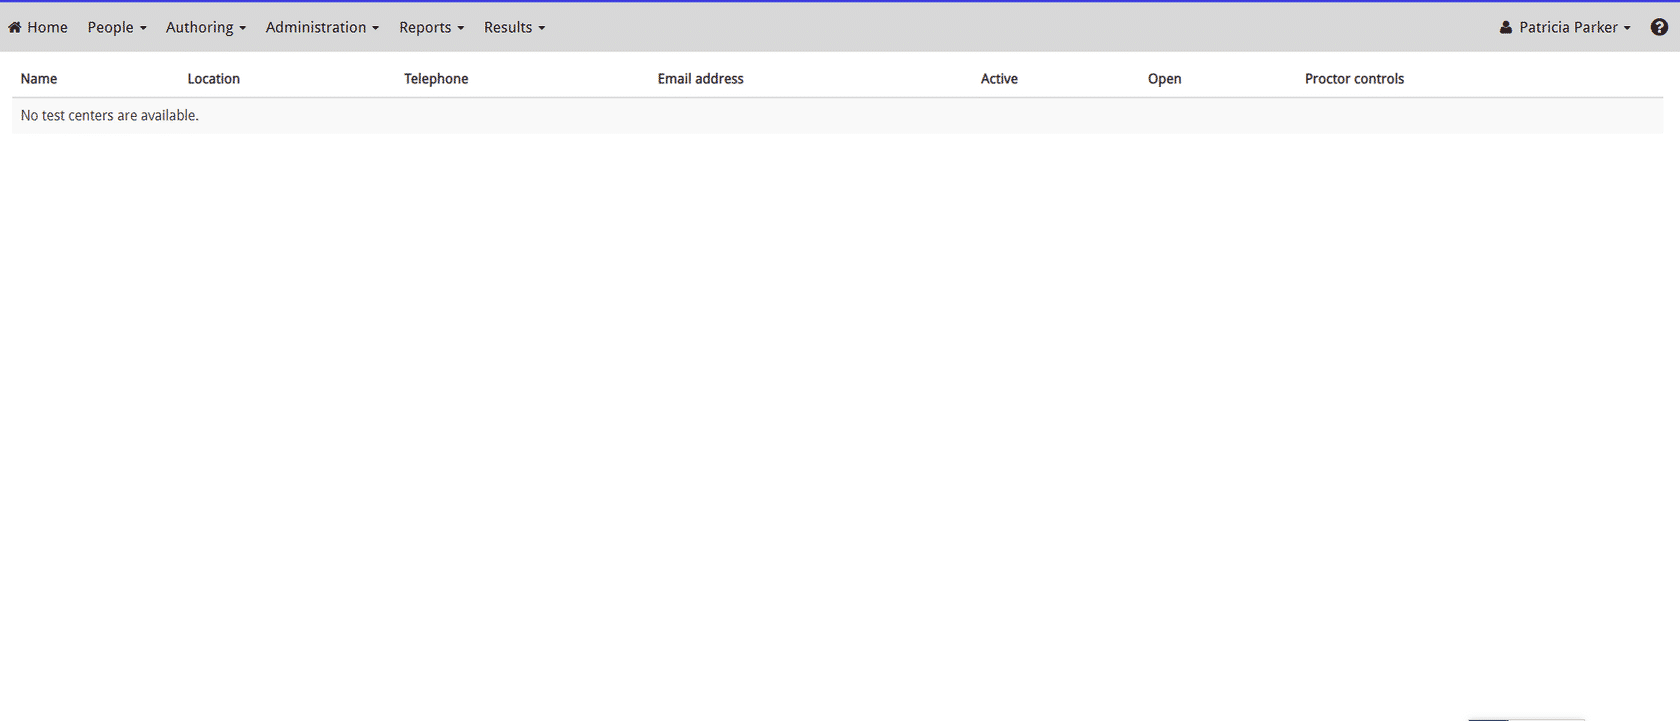 Home People Authoring Administration Reports Results Patricia Parker ?
Name Location Telephone Email address Active Open Proctor controls
No test centers are available.